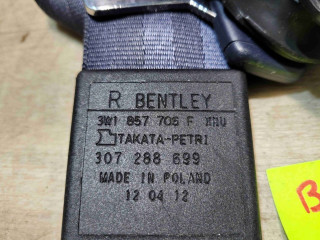 R BENTLEY
3W1 857 706 F
TAKATA-PETRI
307 288 699
MADE IN POLAND
12 04 12
B